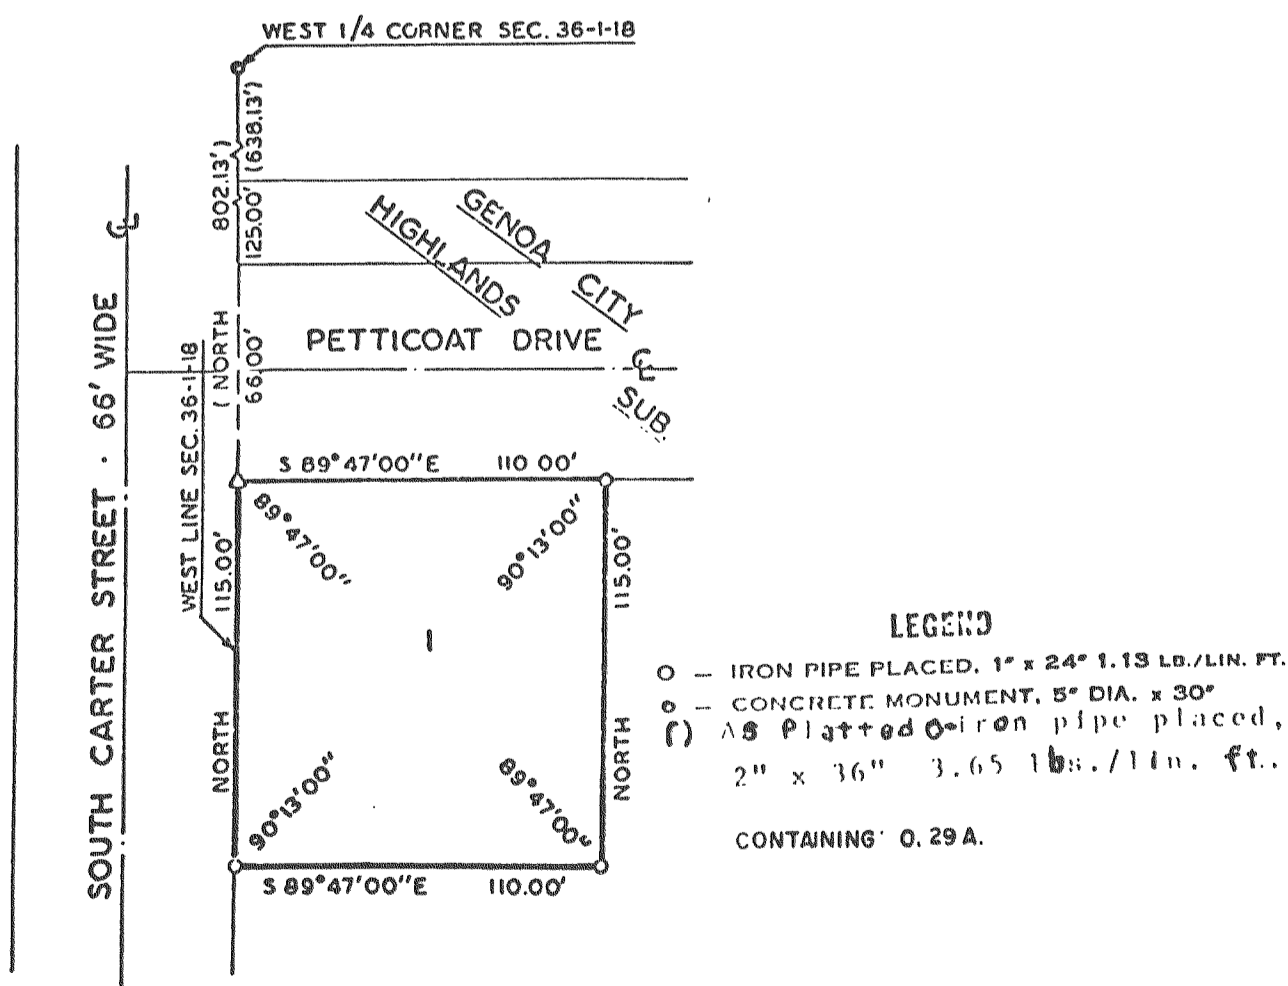 WEST 1/4 CORNER SEC. 36-1-18
(638.13')
802.13')
125.00'
GENOA
HIGHLANDS
CITY
SUB.
( NORTH
66.00'
PETTICOAT DRIVE
℄
℄
SOUTH CARTER STREET · 66' WIDE
WEST LINE SEC. 36-1-18
S 89°47'00"E 110 00'
89°47'00"
90°13'00"
115.00'
115.00'
1
NORTH
NORTH
90°13'00"
89°47'00"
S 89°47'00"E 110.00'
LEGEND
O – IRON PIPE PLACED, 1" x 24" 1.13 LB./LIN. FT.
o – CONCRETE MONUMENT, 5" DIA. x 30"
() AS Platted O-iron pipe placed,
2" x 36" 3.65 lbs./lin. ft.
CONTAINING 0.29 A.